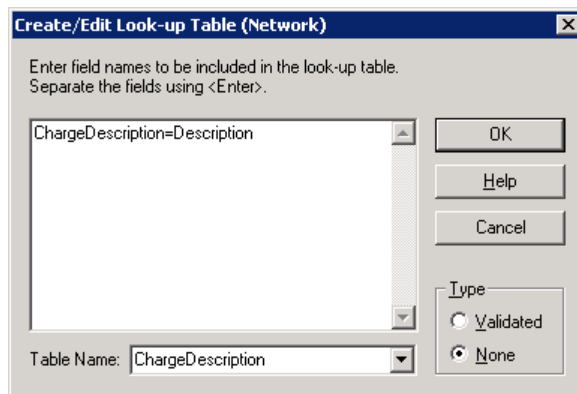 Create/Edit Look-up Table (Network)
Enter field names to be included in the look-up table.
Separate the fields using <Enter>.
ChargeDescription=Description
OK
Help
Cancel
Type
Validated
None
Table Name: ChargeDescription